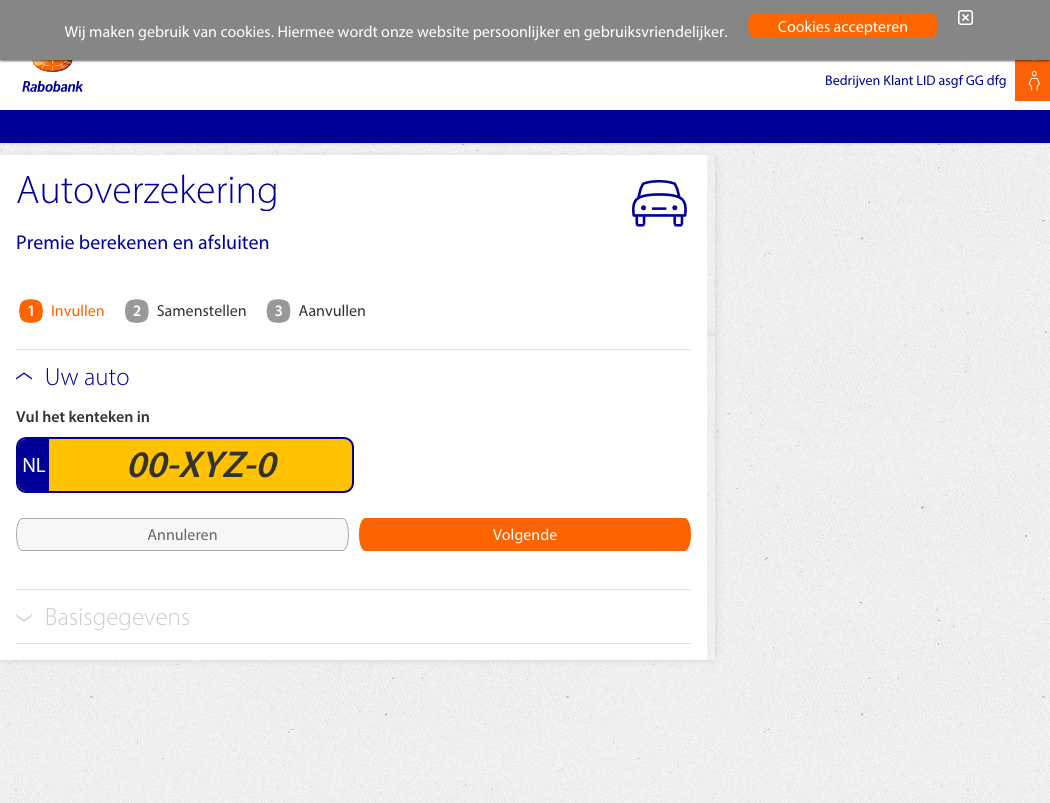 Wij maken gebruik van cookies. Hiermee wordt onze website persoonlijker en gebruiksvriendelijker.
Cookies accepteren
Rabobank
Bedrijven Klant LID asgf GG dfg
Autoverzekering
Premie berekenen en afsluiten
1 Invullen 2 Samenstellen 3 Aanvullen
Uw auto
Vul het kenteken in
NL 00-XYZ-0
Annuleren Volgende
Basisgegevens